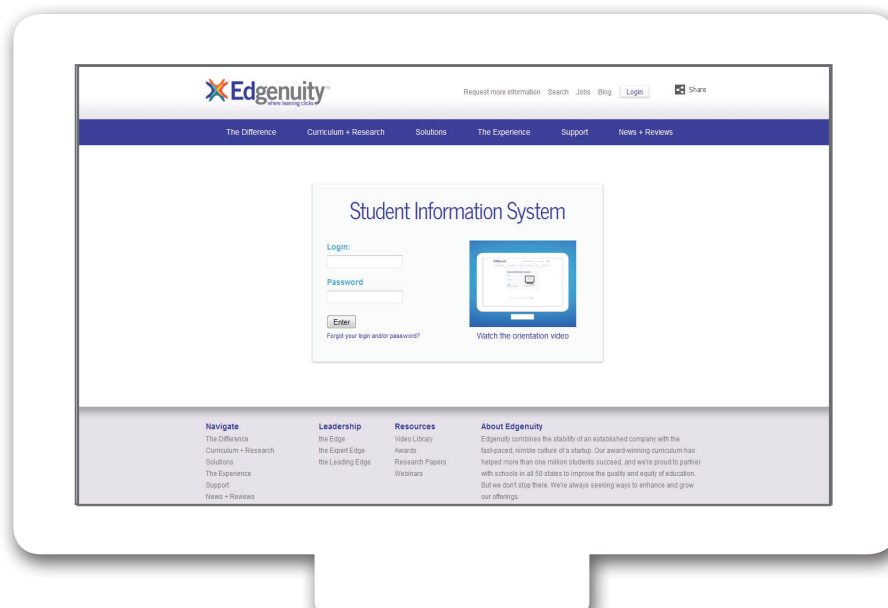 Edgenuity™
where learning clicks
Request more information Search Jobs Blog Login Share
The Difference Curriculum + Research Solutions The Experience Support News + Reviews
Student Information System
Login:
Password
Enter
Forgot your login and/or password?
Watch the orientation video
Navigate
The Difference
Curriculum + Research
Solutions
The Experience
Support
News + Reviews
Leadership
the Edge
the Expert Edge
the Leading Edge
Resources
Video Library
Awards
Research Papers
Webinars
About Edgenuity
Edgenuity combines the stability of an established company with the
fast-paced, nimble culture of a startup. Our award-winning curriculum has
helped more than one million students succeed, and we're proud to partner
with schools in all 50 states to improve the quality and equity of education.
But we don't stop there. We're always seeking ways to enhance and grow
our offerings.